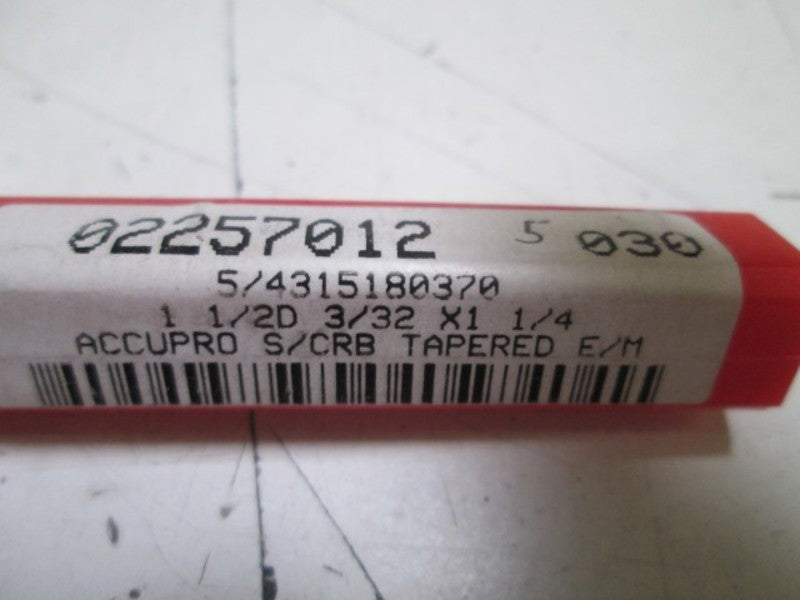 02257012 5 030
5/4315180370
1 1/2D 3/32 X1 1/4
ACCUPRO S/CRB TAPERED E/M